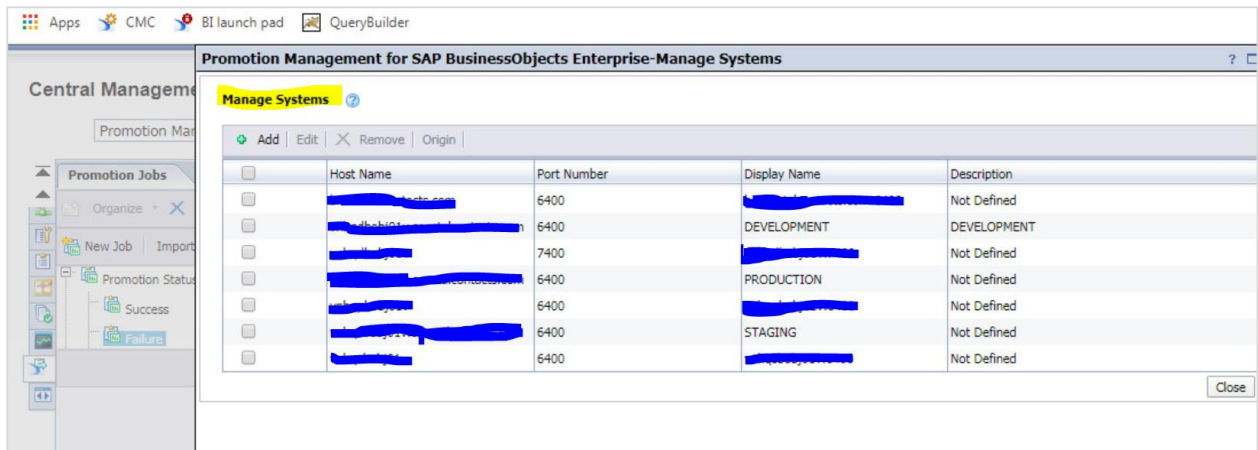 Apps CMC BI launch pad QueryBuilder
Promotion Management for SAP BusinessObjects Enterprise-Manage Systems ?
Central Manageme
Manage Systems ?
Promotion Mar
Add | Edit | Remove | Origin |
Promotion Jobs
Host Name Port Number Display Name Description
6400 Not Defined
Organize
6400 DEVELOPMENT DEVELOPMENT
New Job Import
7400 Not Defined
Promotion Status
6400 PRODUCTION Not Defined
Success
6400 Not Defined
Failure
6400 STAGING Not Defined
6400 Not Defined
Close